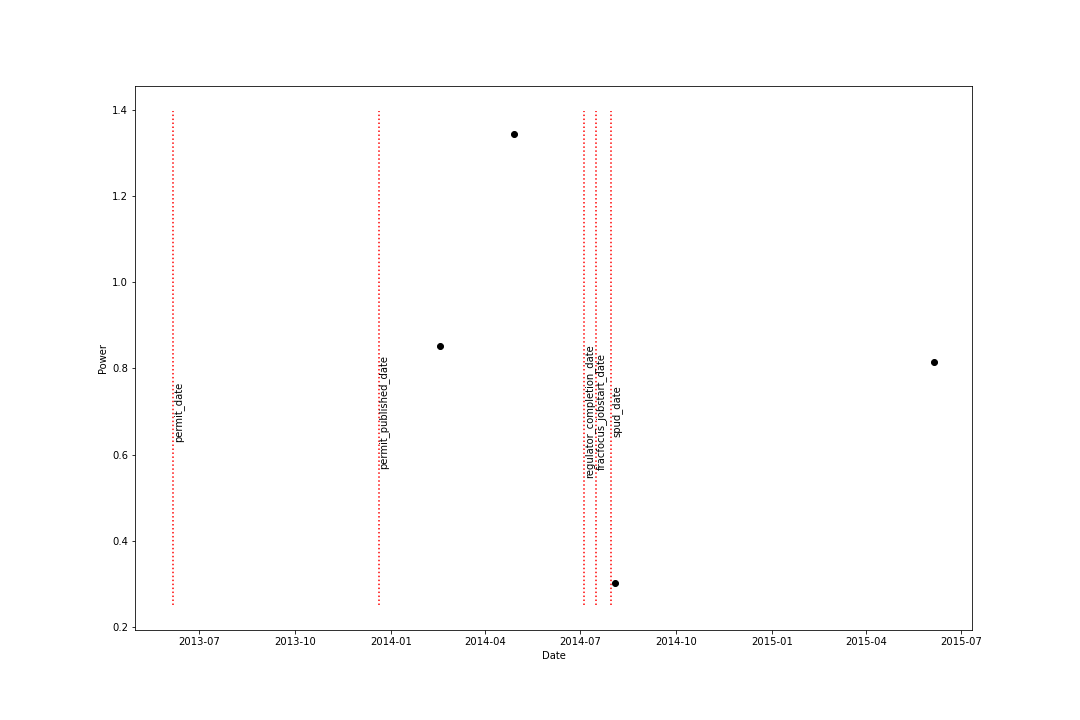 1.4
1.2
1.0
0.8
0.6
0.4
0.2
Power
permit_date
permit_published_date
regulator_completion_date
fracfocus_jobstart_date
spud_date
2013-07
2013-10
2014-01
2014-04
2014-07
2014-10
2015-01
2015-04
2015-07
Date